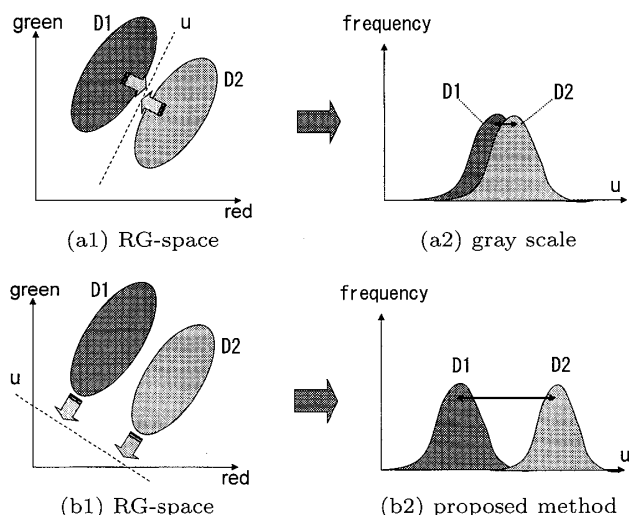 green
D1
u
D2
red
(a1) RG-space
frequency
D1
D2
u
(a2) gray scale
green
D1
D2
u
red
(b1) RG-space
frequency
D1
D2
u
(b2) proposed method